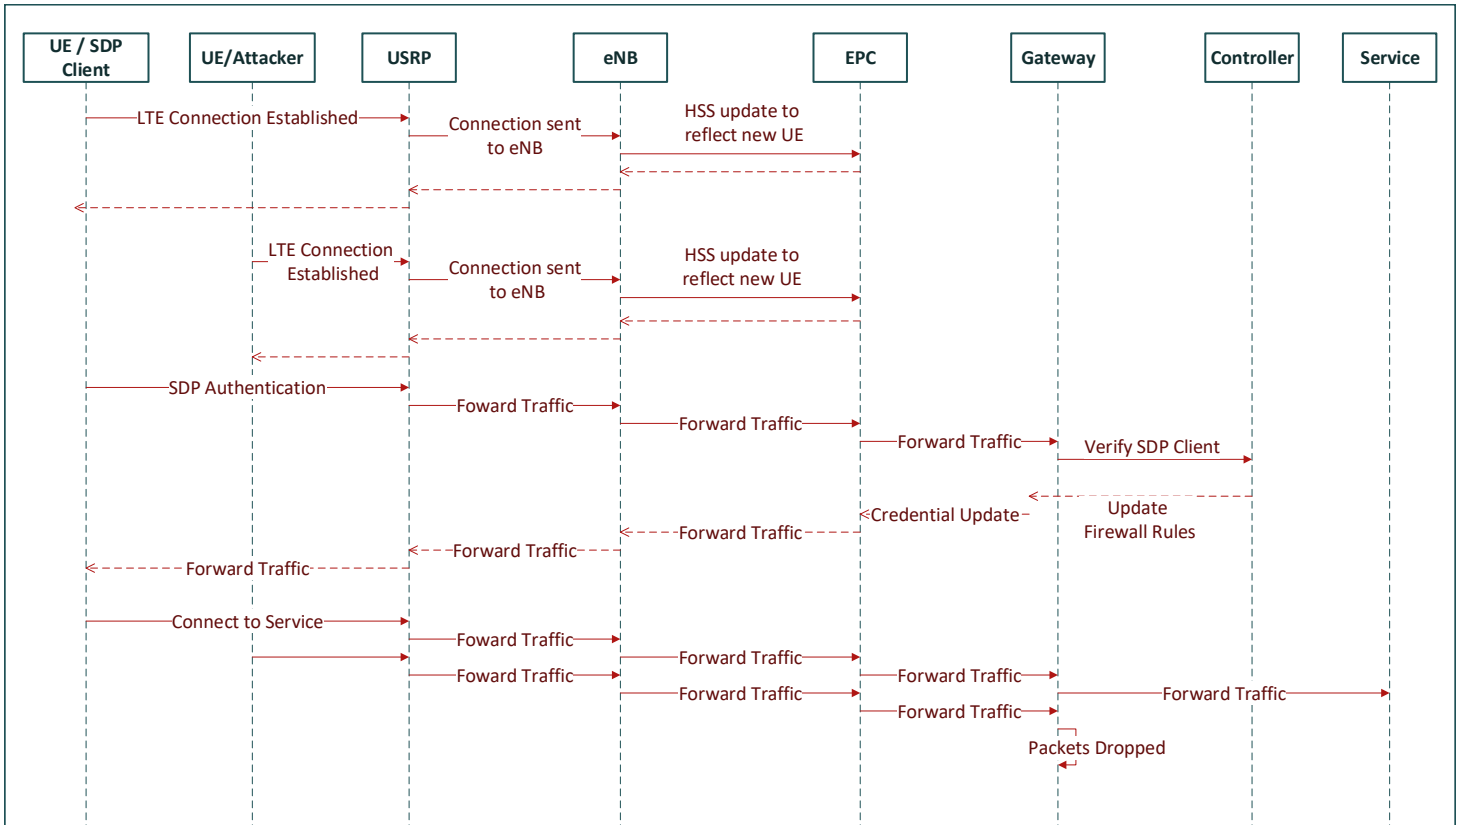 UE / SDP
Client
UE/Attacker
USRP
eNB
EPC
Gateway
Controller
Service
LTE Connection Established
Connection sent
to eNB
HSS update to
reflect new UE
LTE Connection
Established
Connection sent
to eNB
HSS update to
reflect new UE
SDP Authentication
Foward Traffic
Forward Traffic
Forward Traffic
Verify SDP Client
Update
Firewall Rules
Credential Update
Forward Traffic
Forward Traffic
Forward Traffic
Connect to Service
Foward Traffic
Forward Traffic
Forward Traffic
Foward Traffic
Forward Traffic
Forward Traffic
Forward Traffic
Packets Dropped